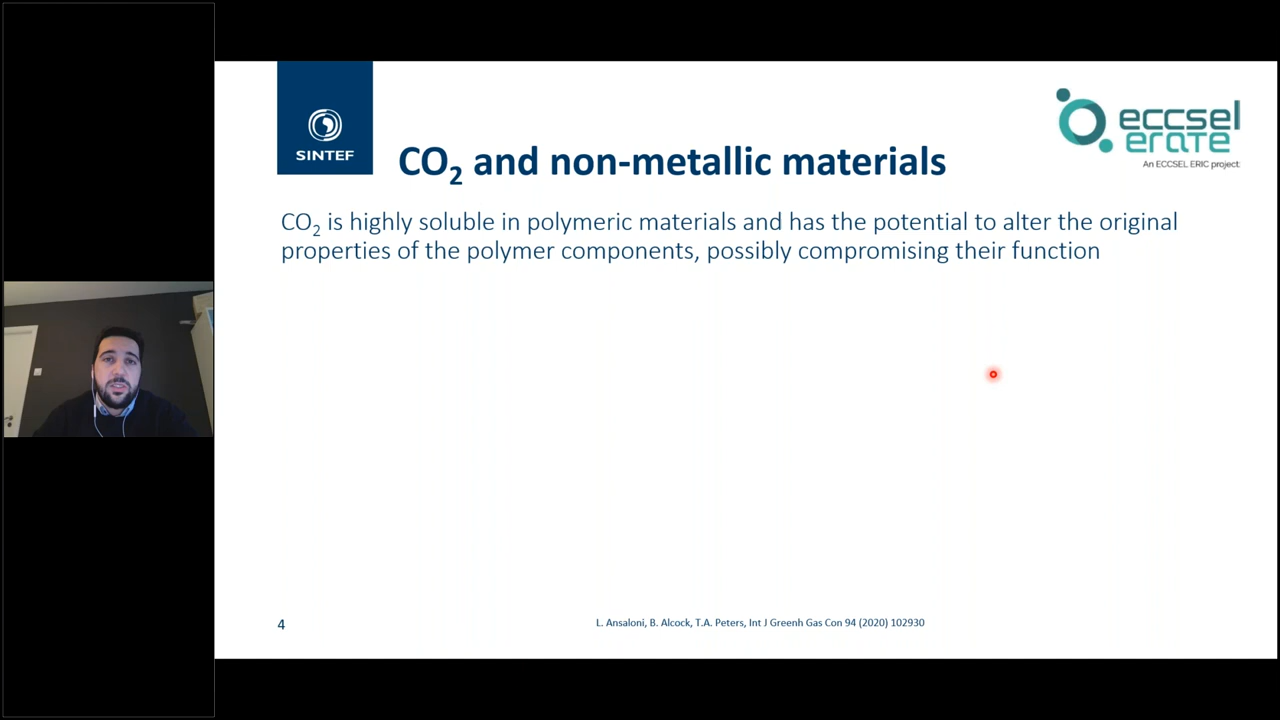 SINTEF
eccsel
erate
An ECCSEL ERIC project
CO₂ and non-metallic materials
CO₂ is highly soluble in polymeric materials and has the potential to alter the original
properties of the polymer components, possibly compromising their function
4
L. Ansaloni, B. Alcock, T.A. Peters, Int J Greenh Gas Con 94 (2020) 102930